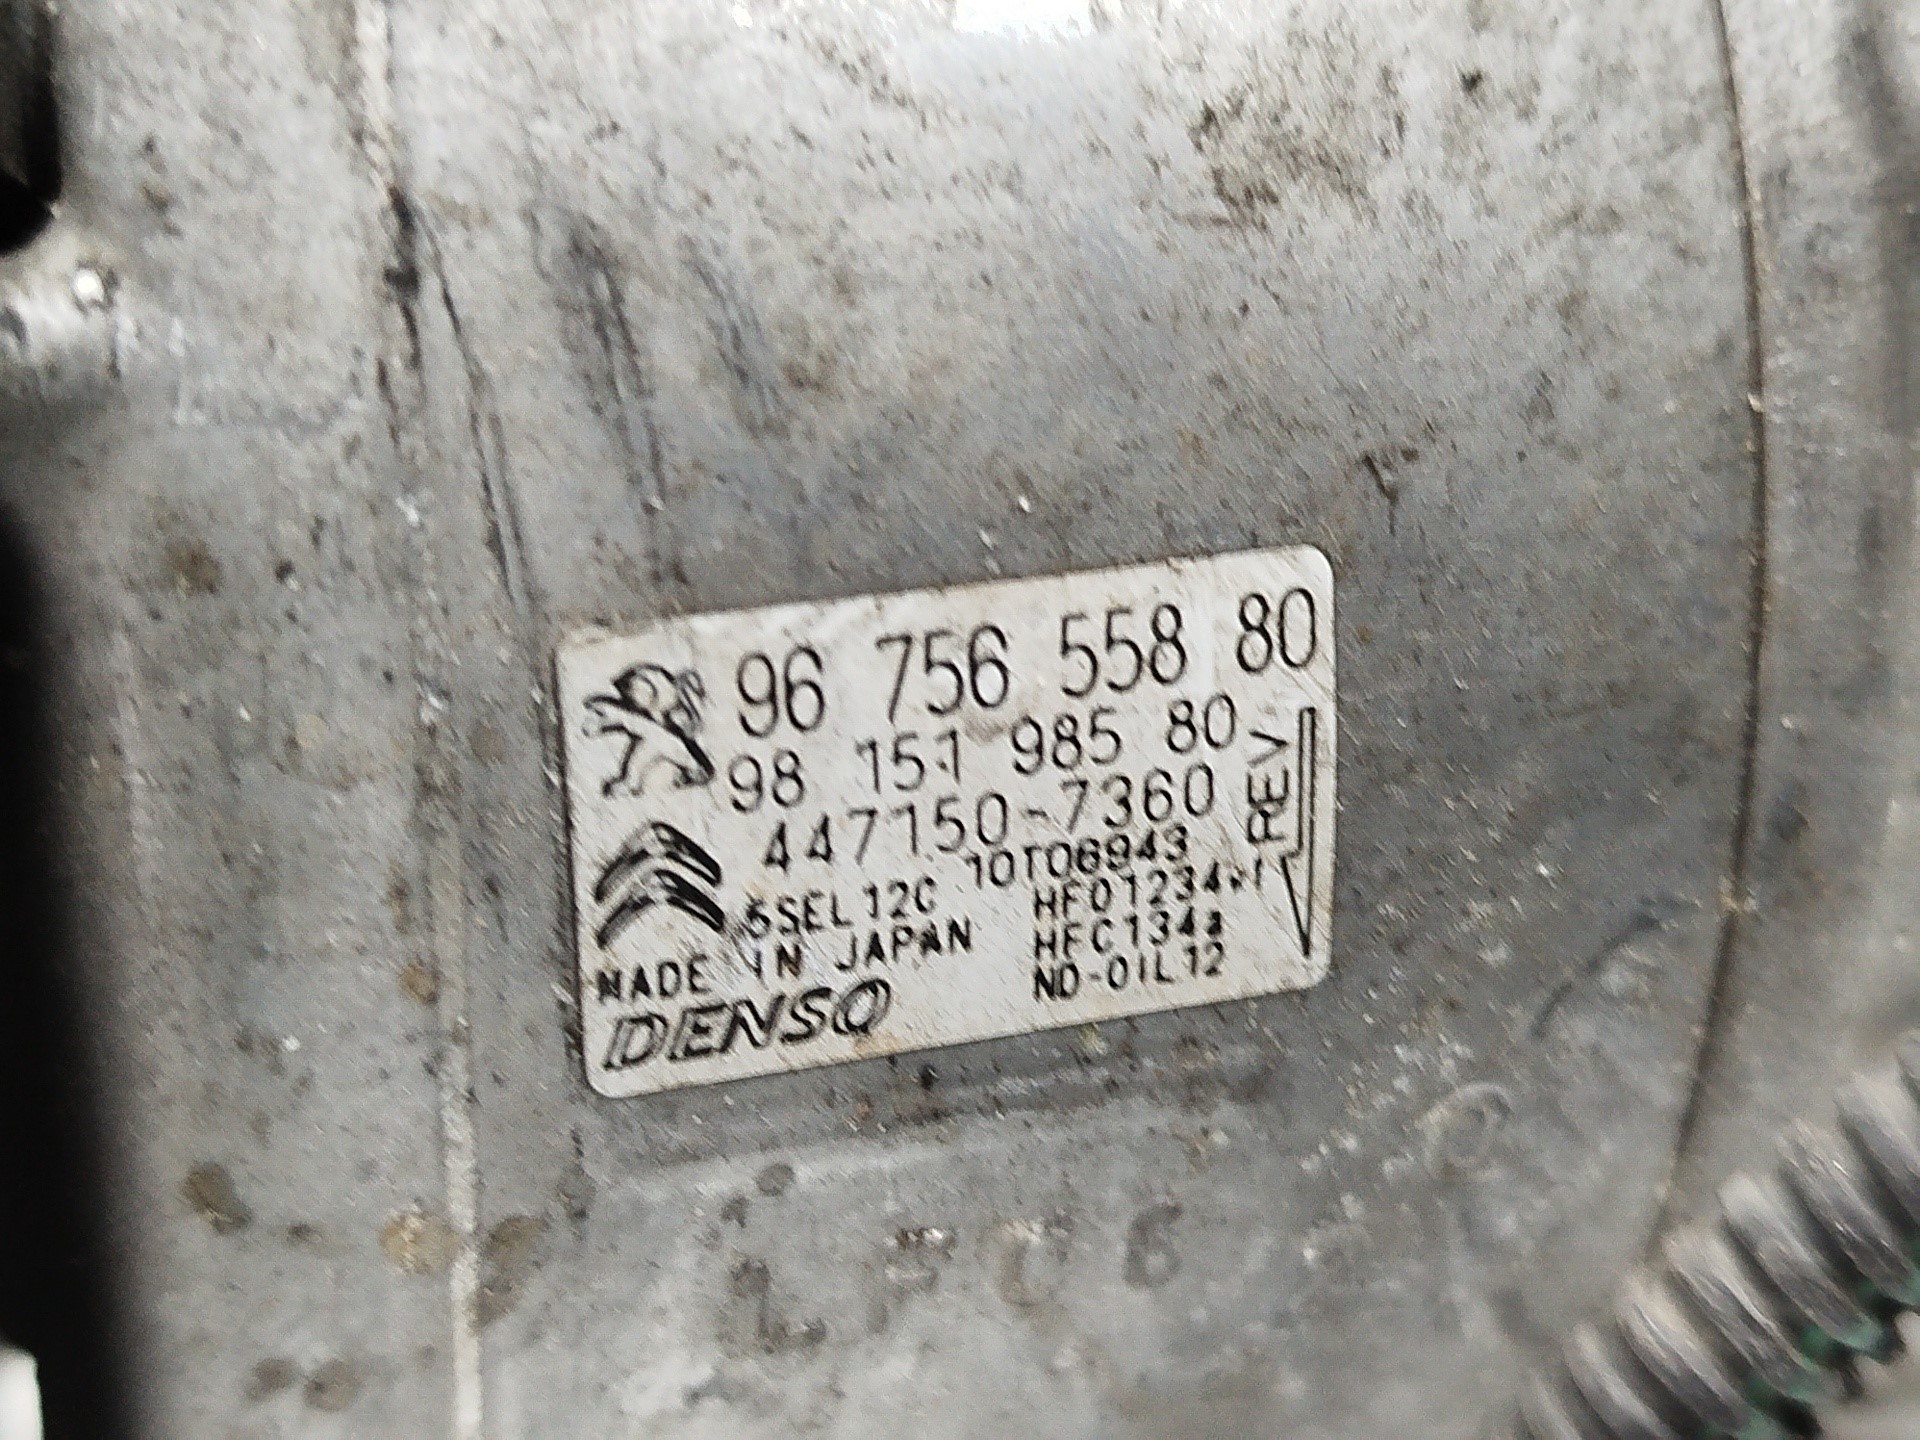 96 756 558 80
98 151 985 80
447150-7360
10T06943
5SEL12C
HFO1234yf
HFC134a
MADE IN JAPAN
ND-OIL12
DENSO
REV